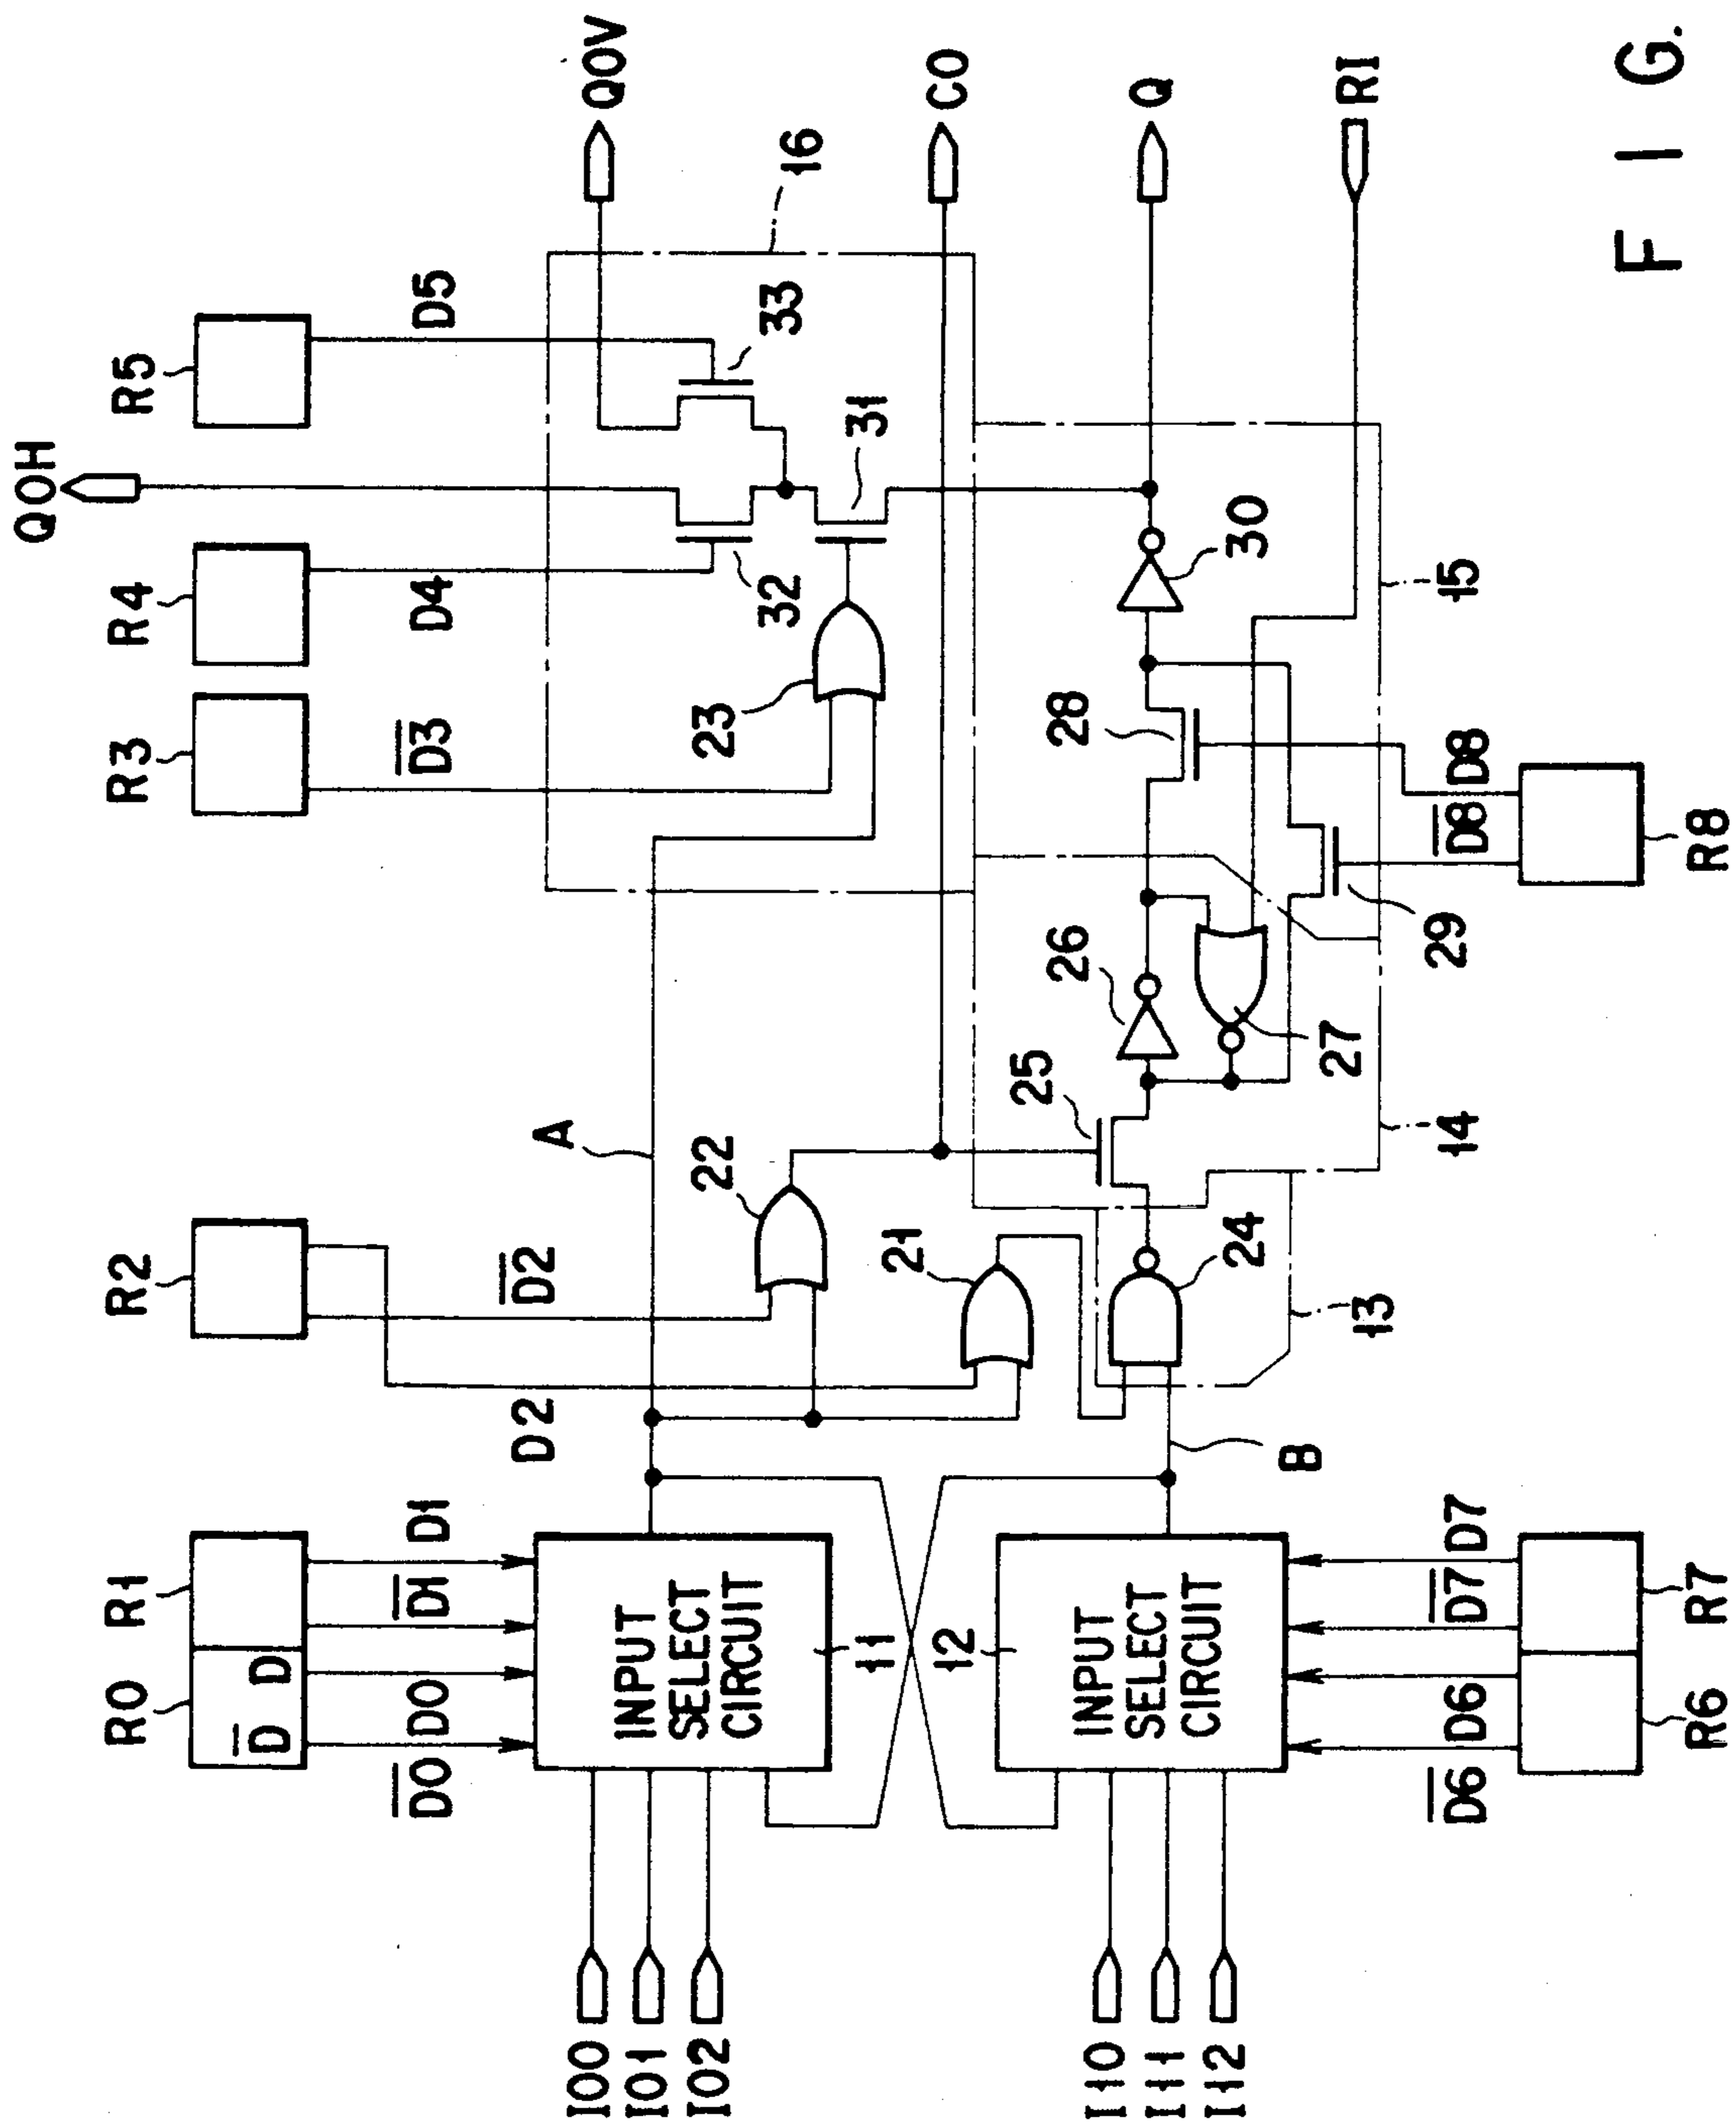 QOH
R0
R1
R2
R3
R4
R5
D̅
D
D̅0̅
D0
D̅1̅
D1
D2
D̅2̅
D̅3̅
D4
D5
A
22
21
23
32
31
33
16
QOV
CO
Q
RI
I00
I01
I02
INPUT
SELECT
CIRCUIT
11
12
INPUT
SELECT
CIRCUIT
I10
I11
I12
B
24
13
25
26
27
14
28
29
30
15
D̅6̅
D6
D̅7̅
D7
D̅8̅
D8
R6
R7
R8
FIG.